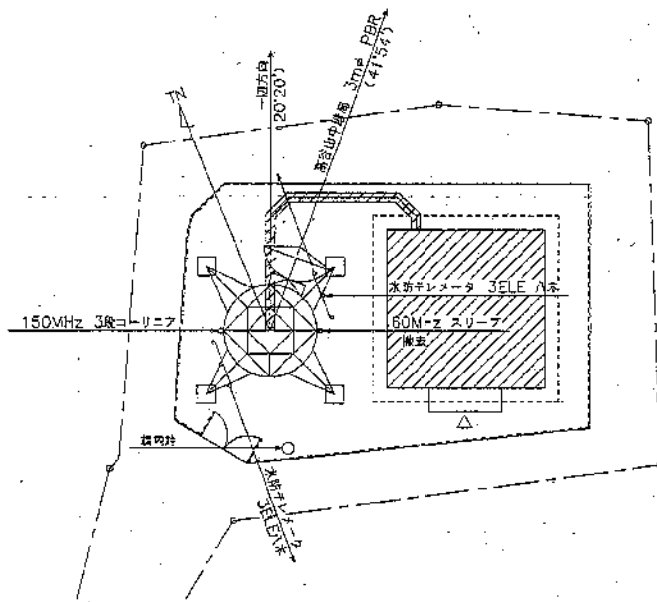 TN
一辺方向
(20°20')
高谷山中継局 3mφ PBR
(41°54')
水防テレメータ 3ELE 八木
150MHz 3段コーリニア
60MHz スリーブ
撤去
構内柱
水防テレメータ
3ELE八木